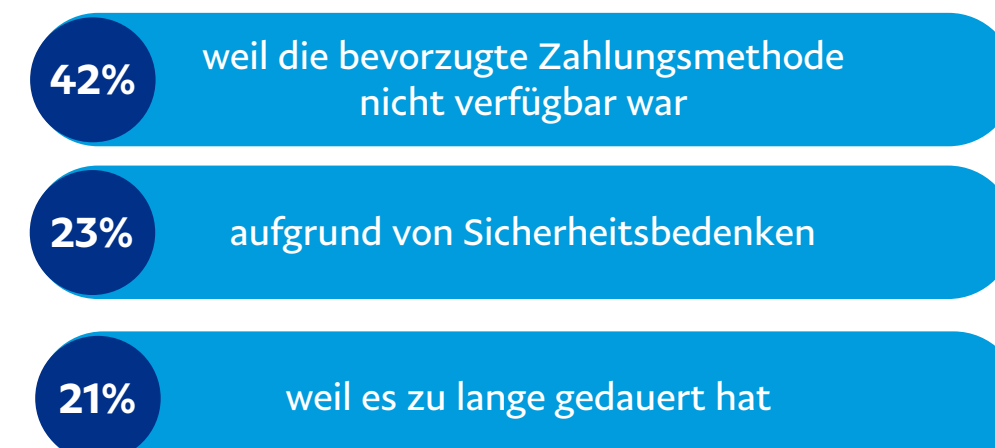 42%
weil die bevorzugte Zahlungsmethode
nicht verfügbar war
23%
aufgrund von Sicherheitsbedenken
21%
weil es zu lange gedauert hat